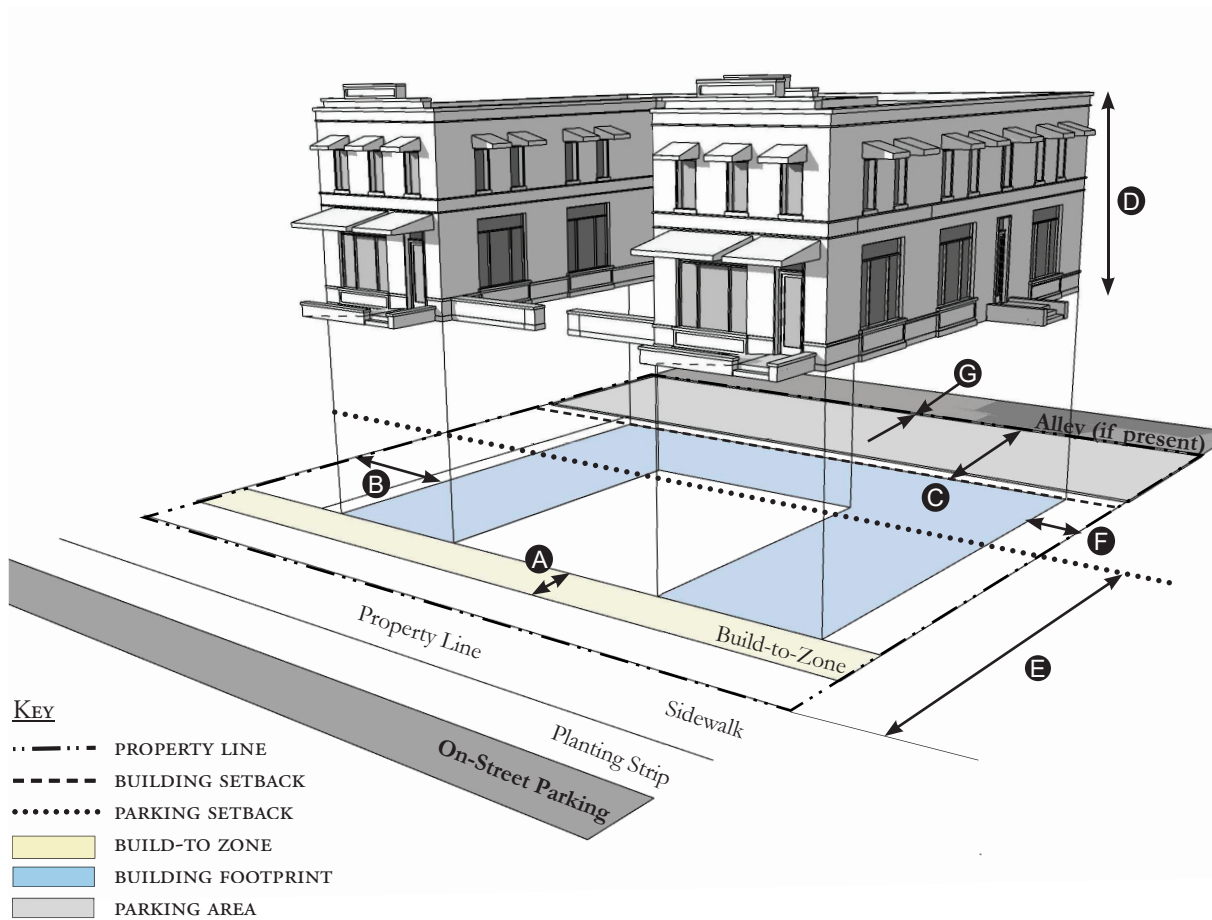 D
G
Alley (if present)
B
C
F
A
Property Line
Build-to-Zone
E
Sidewalk
Planting Strip
On-Street Parking
KEY
PROPERTY LINE
BUILDING SETBACK
PARKING SETBACK
BUILD-TO ZONE
BUILDING FOOTPRINT
PARKING AREA